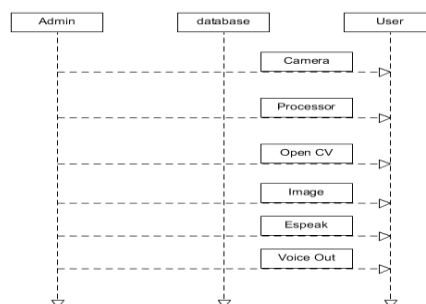 Admin database User
Camera
Processor
Open CV
Image
Espeak
Voice Out